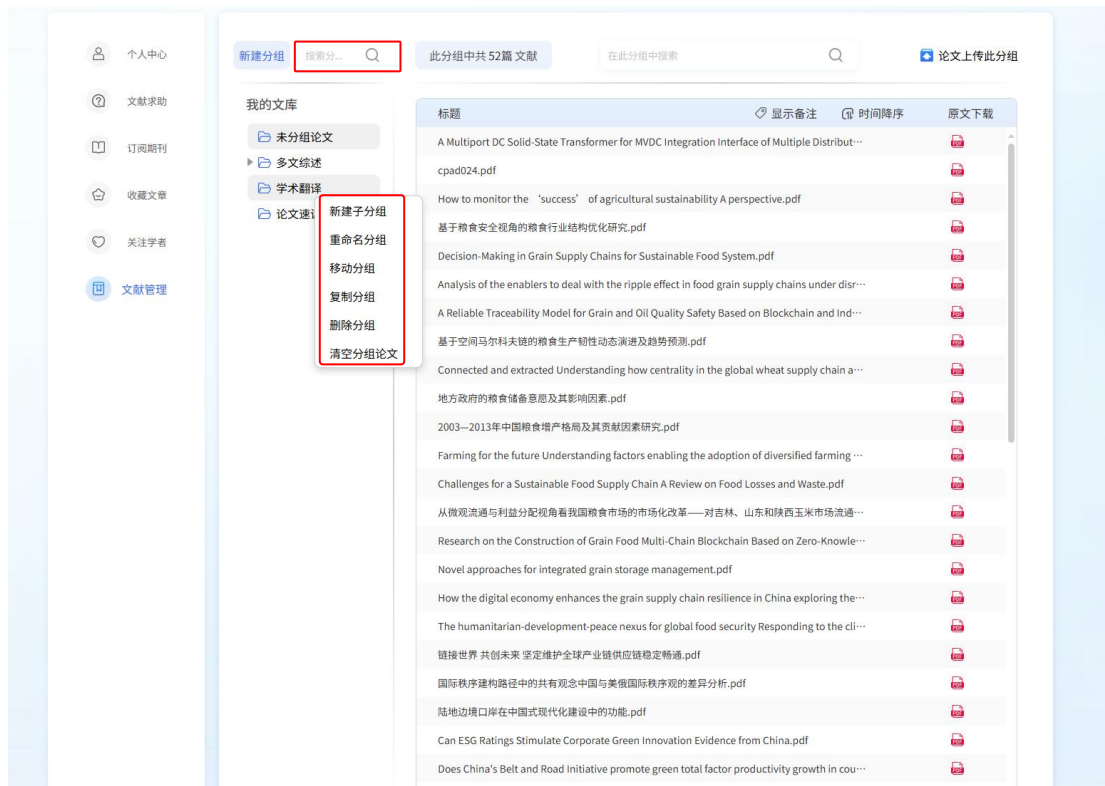 个人中心
文献求助
订阅期刊
收藏文章
关注学者
文献管理
新建分组
搜索分...
此分组中共 52篇 文献
在此分组中搜索
论文上传此分组
我的文库
未分组论文
多文综述
学术翻译
论文速
新建子分组
重命名分组
移动分组
复制分组
删除分组
清空分组论文
标题 显示备注 时间降序 原文下载
A Multiport DC Solid-State Transformer for MVDC Integration Interface of Multiple Distribut···
cpad024.pdf
How to monitor the ‘success’ of agricultural sustainability A perspective.pdf
基于粮食安全视角的粮食行业结构优化研究.pdf
Decision-Making in Grain Supply Chains for Sustainable Food System.pdf
Analysis of the enablers to deal with the ripple effect in food grain supply chains under disr···
A Reliable Traceability Model for Grain and Oil Quality Safety Based on Blockchain and Ind···
基于空间马尔科夫链的粮食生产韧性动态演进及趋势预测.pdf
Connected and extracted Understanding how centrality in the global wheat supply chain a···
地方政府的粮食储备意愿及其影响因素.pdf
2003—2013年中国粮食增产格局及其贡献因素研究.pdf
Farming for the future Understanding factors enabling the adoption of diversified farming ···
Challenges for a Sustainable Food Supply Chain A Review on Food Losses and Waste.pdf
从微观流通与利益分配视角看我国粮食市场的市场化改革——对吉林、山东和陕西玉米市场流通···
Research on the Construction of Grain Food Multi-Chain Blockchain Based on Zero-Knowle···
Novel approaches for integrated grain storage management.pdf
How the digital economy enhances the grain supply chain resilience in China exploring the···
The humanitarian-development-peace nexus for global food security Responding to the cli···
链接世界 共创未来 坚定维护全球产业链供应链稳定畅通.pdf
国际秩序建构路径中的共有观念中国与美俄国际秩序观的差异分析.pdf
陆地边境口岸在中国式现代化建设中的功能.pdf
Can ESG Ratings Stimulate Corporate Green Innovation Evidence from China.pdf
Does China's Belt and Road Initiative promote green total factor productivity growth in cou···